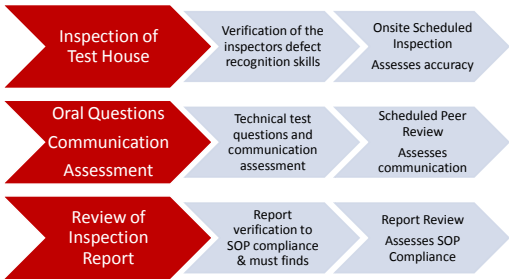 Inspection of
Test House
Verification of the
inspectors defect
recognition skills
Onsite Scheduled
Inspection
Assesses accuracy
Oral Questions
Communication
Assessment
Technical test
questions and
communication
assessment
Scheduled Peer
Review
Assesses
communication
Review of
Inspection
Report
Report
verification to
SOP compliance
& must finds
Report Review
Assesses SOP
Compliance